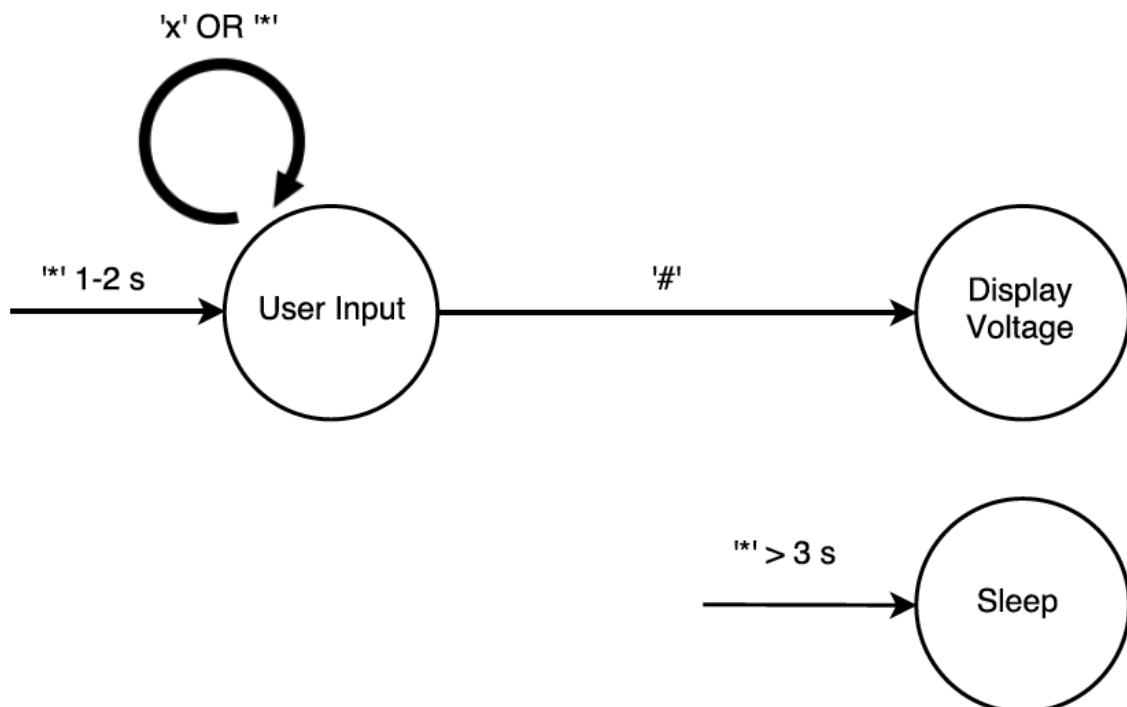 'x' OR '*'
'*' 1-2 s
User Input
'#'
Display
Voltage
'*' > 3 s
Sleep